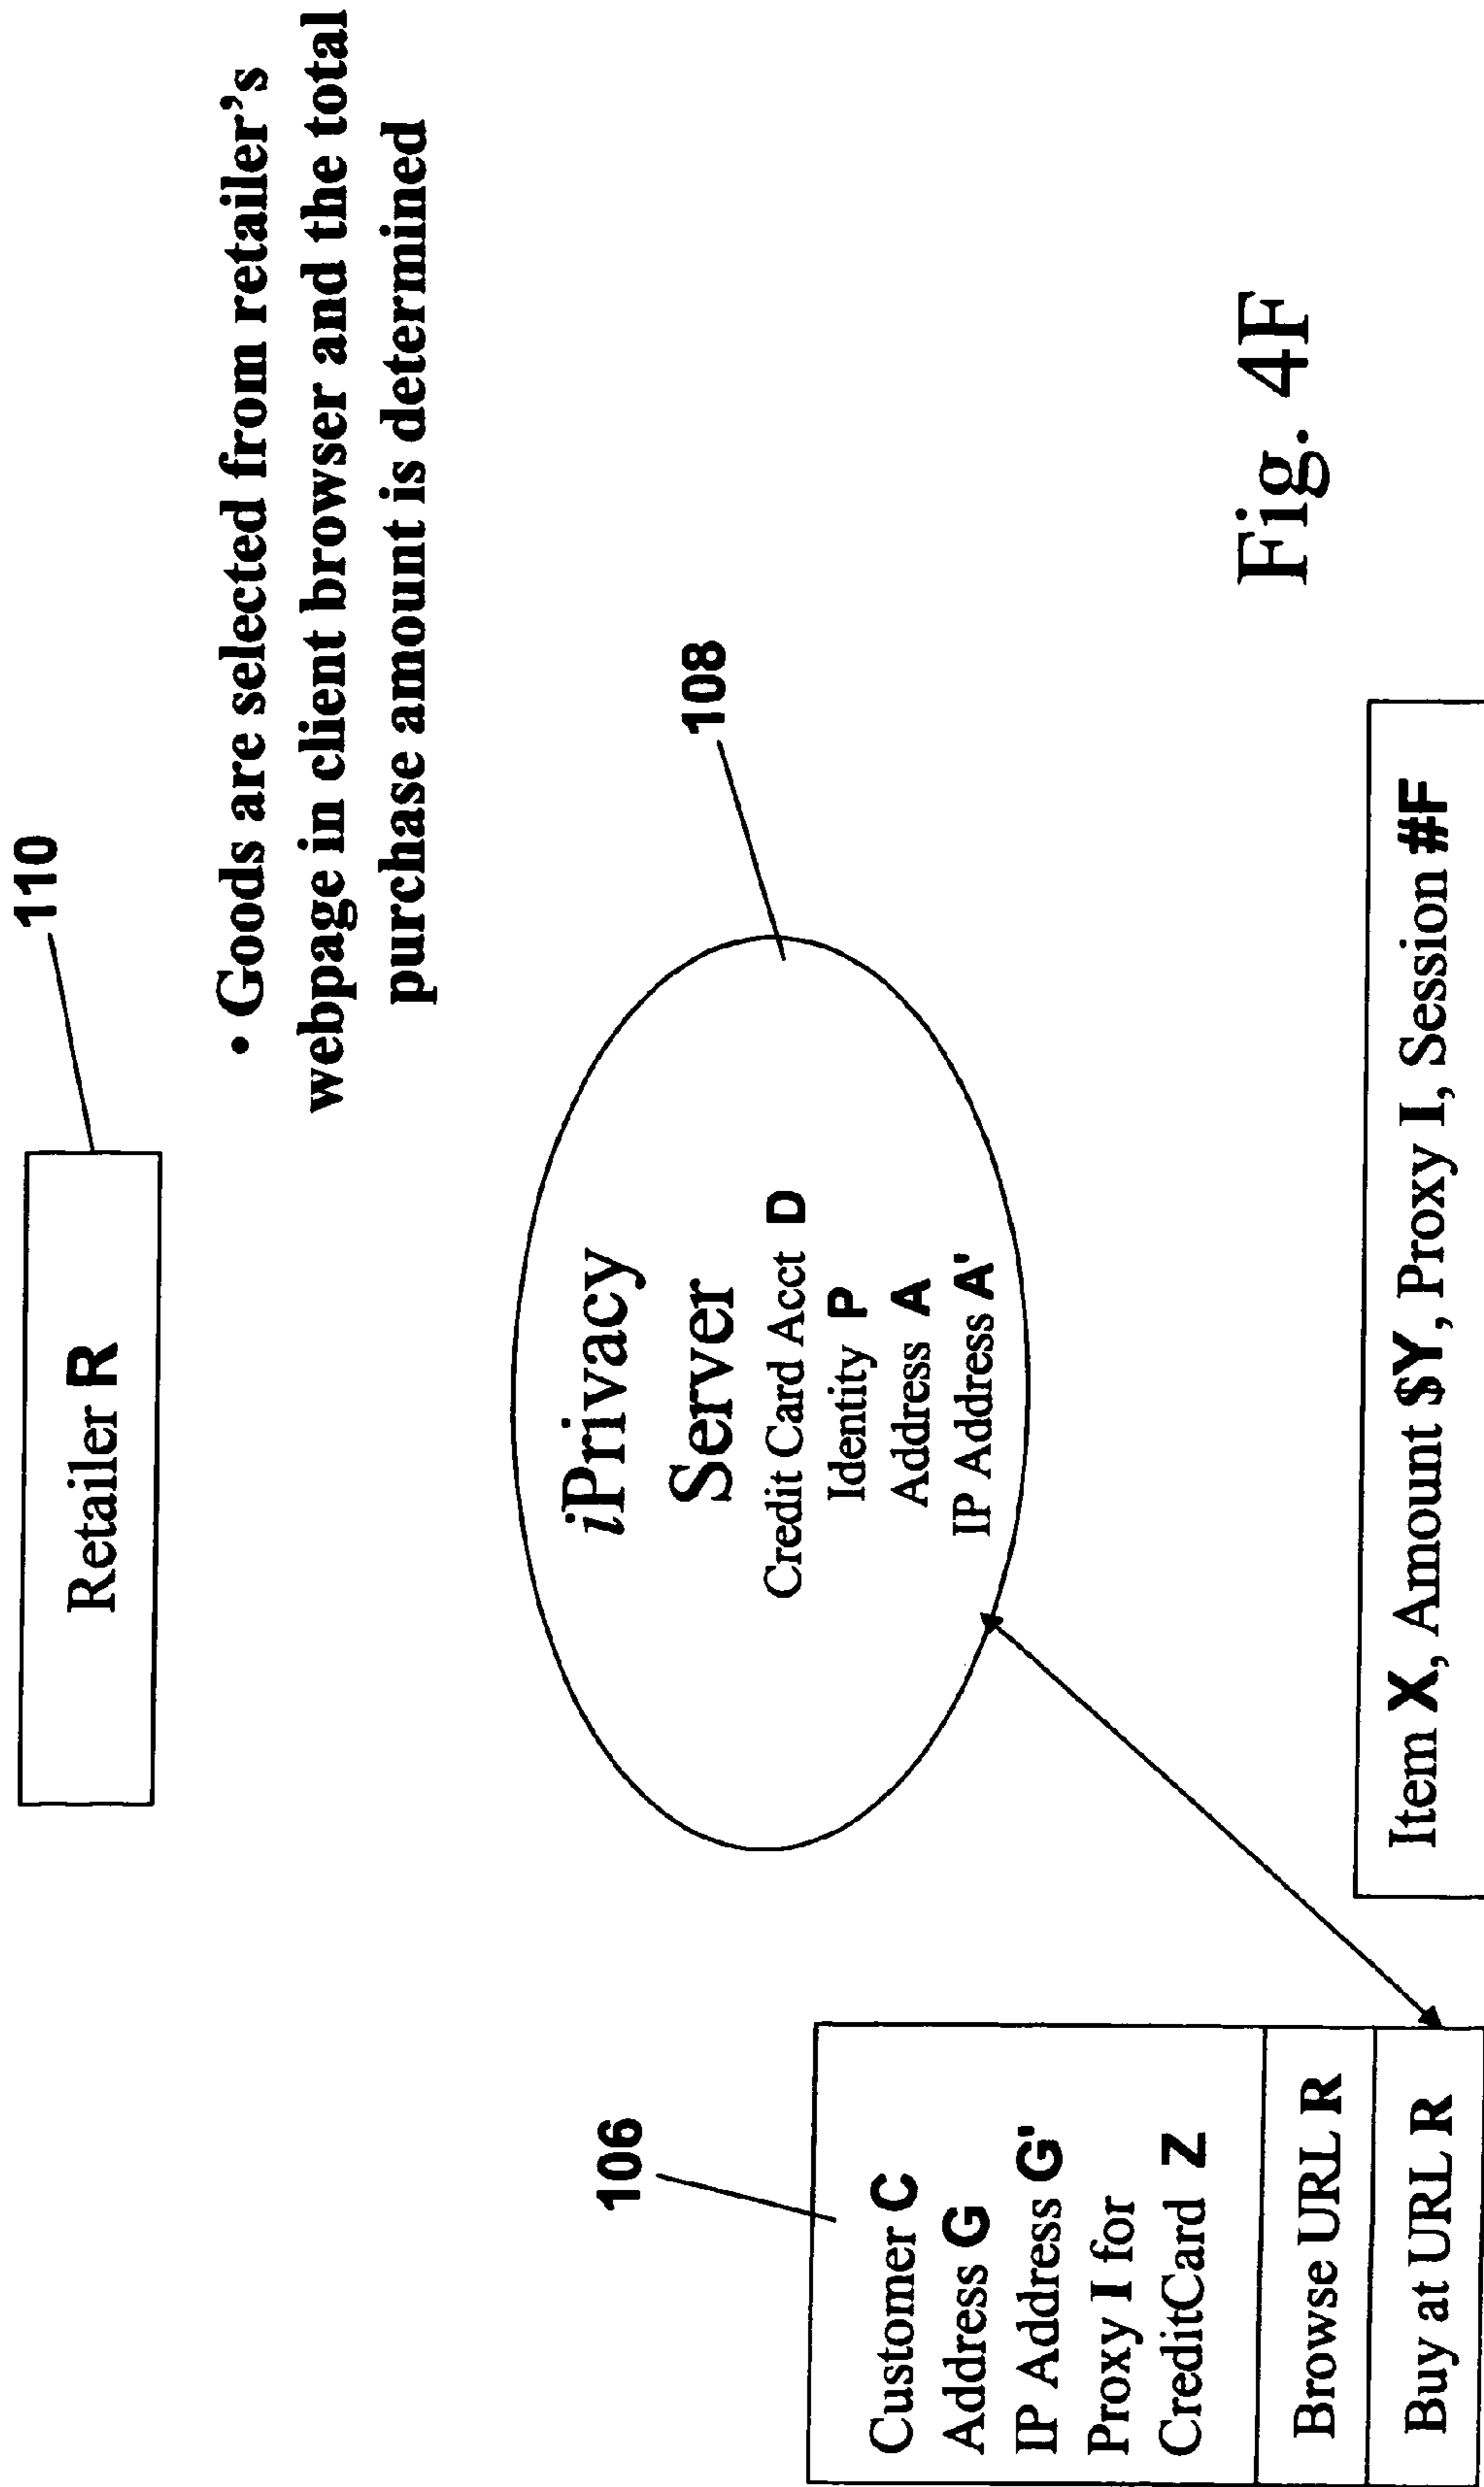 110
Retailer R
• Goods are selected from retailer's
webpage in client browser and the total
purchase amount is determined
108
iPrivacy
Server
Credit Card Acct D
Identity P
Address A
IP Address A'
106
Customer C
Address G
IP Address G'
Proxy I for
CreditCard Z
Browse URL R
Buy at URL R
Item X, Amount $Y, Proxy I, Session #F
Fig. 4F